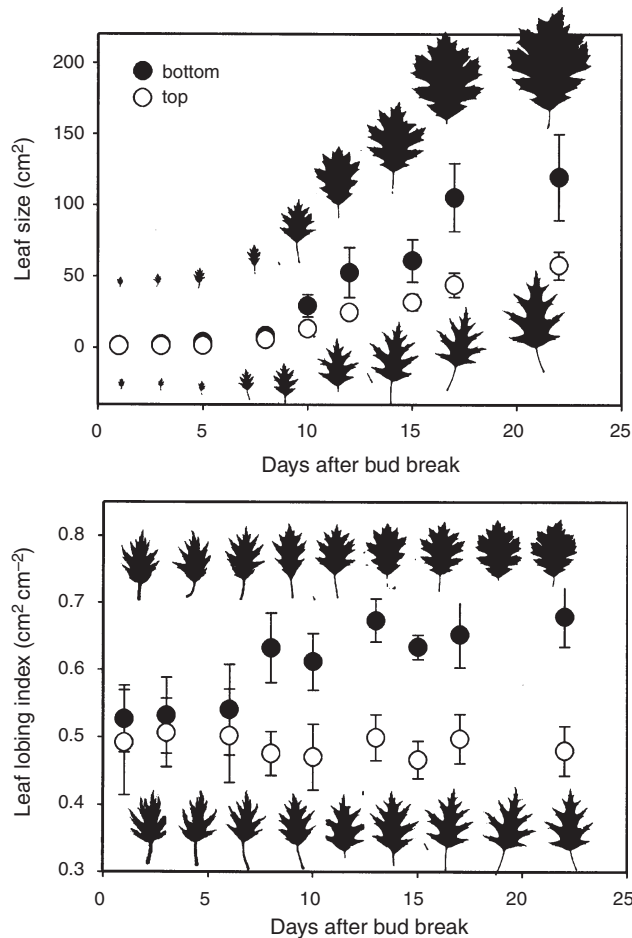 200
150
100
50
0
Leaf size (cm²)
bottom
top
0 5 10 15 20 25
Days after bud break
0.8
0.7
0.6
0.5
0.4
0.3
Leaf lobing index (cm² cm⁻²)
0 5 10 15 20 25
Days after bud break